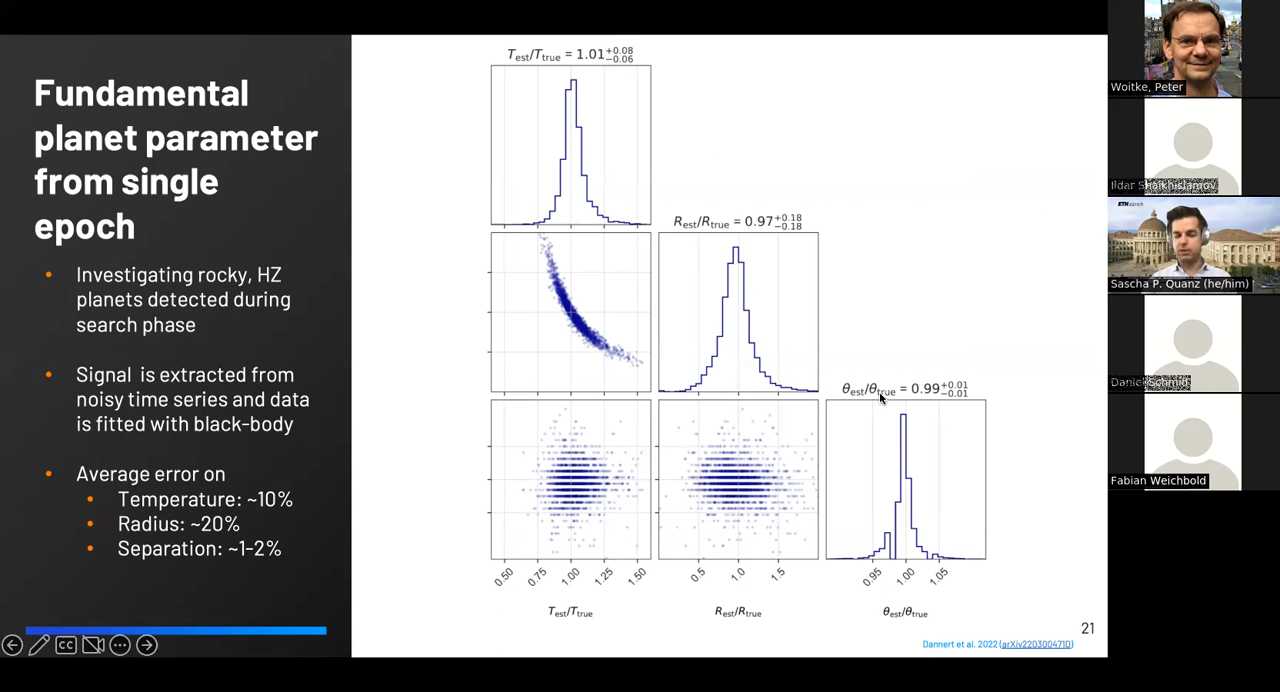 Fundamental
planet parameter
from single
epoch
• Investigating rocky, HZ
planets detected during
search phase
• Signal is extracted from
noisy time series and data
is fitted with black-body
• Average error on
• Temperature: ~10%
• Radius: ~20%
• Separation: ~1-2%
CC
T_est/T_true = 1.01 +0.08 −0.06
R_est/R_true = 0.97 +0.18 −0.18
θ_est/θ_true = 0.99 +0.01 −0.01
0.50 0.75 1.00 1.25 1.50
0.5 1.0 1.5
0.95 1.00 1.05
T_est/T_true
R_est/R_true
θ_est/θ_true
21
Dannert et al. 2022 (arXiv220300471D)
Woitke, Peter
Ildar Shaikhislamov
ETH zürich
Sascha P. Quanz (he/him)
Daniel Schmid
Fabian Weichbold